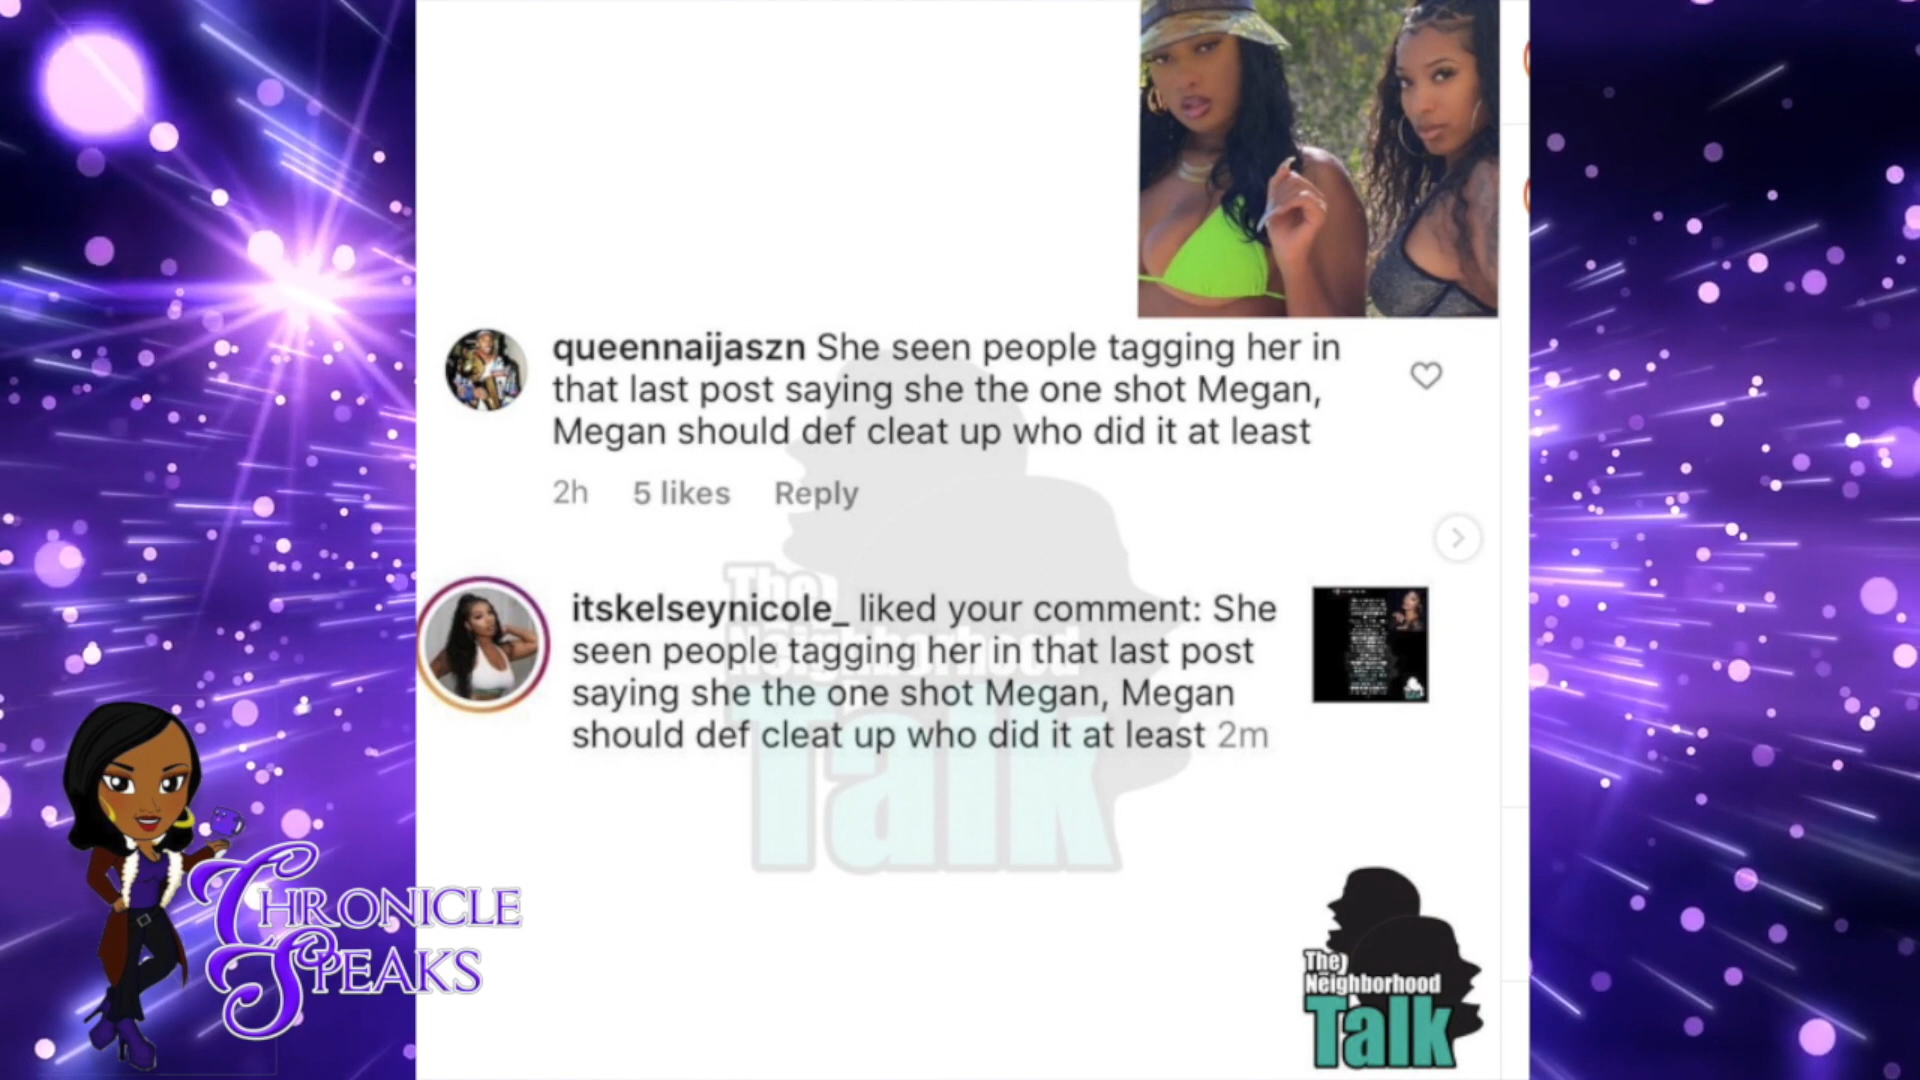 queennaijaszn She seen people tagging her in
that last post saying she the one shot Megan,
Megan should def cleat up who did it at least
2h 5 likes Reply
itskelseynicole_ liked your comment: She
seen people tagging her in that last post
saying she the one shot Megan, Megan
should def cleat up who did it at least 2m
The
Neighborhood
Talk
CHRONICLE
SPEAKS
The
Neighborhood
Talk